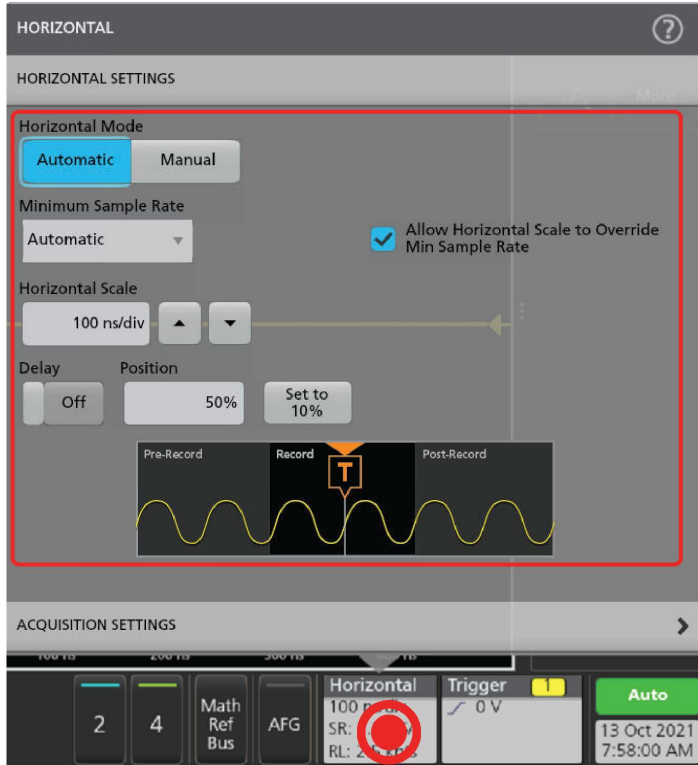 HORIZONTAL ?
HORIZONTAL SETTINGS
Horizontal Mode
Automatic Manual
Minimum Sample Rate
Automatic
Allow Horizontal Scale to Override
Min Sample Rate
Horizontal Scale
100 ns/div
Delay Position
Off 50% Set to
10%
Pre-Record Record Post-Record
T
ACQUISITION SETTINGS
2 4 Math
Ref
Bus
AFG
Horizontal
100
SR:
RL:
Trigger 1
0 V
Auto
13 Oct 2021
7:58:00 AM